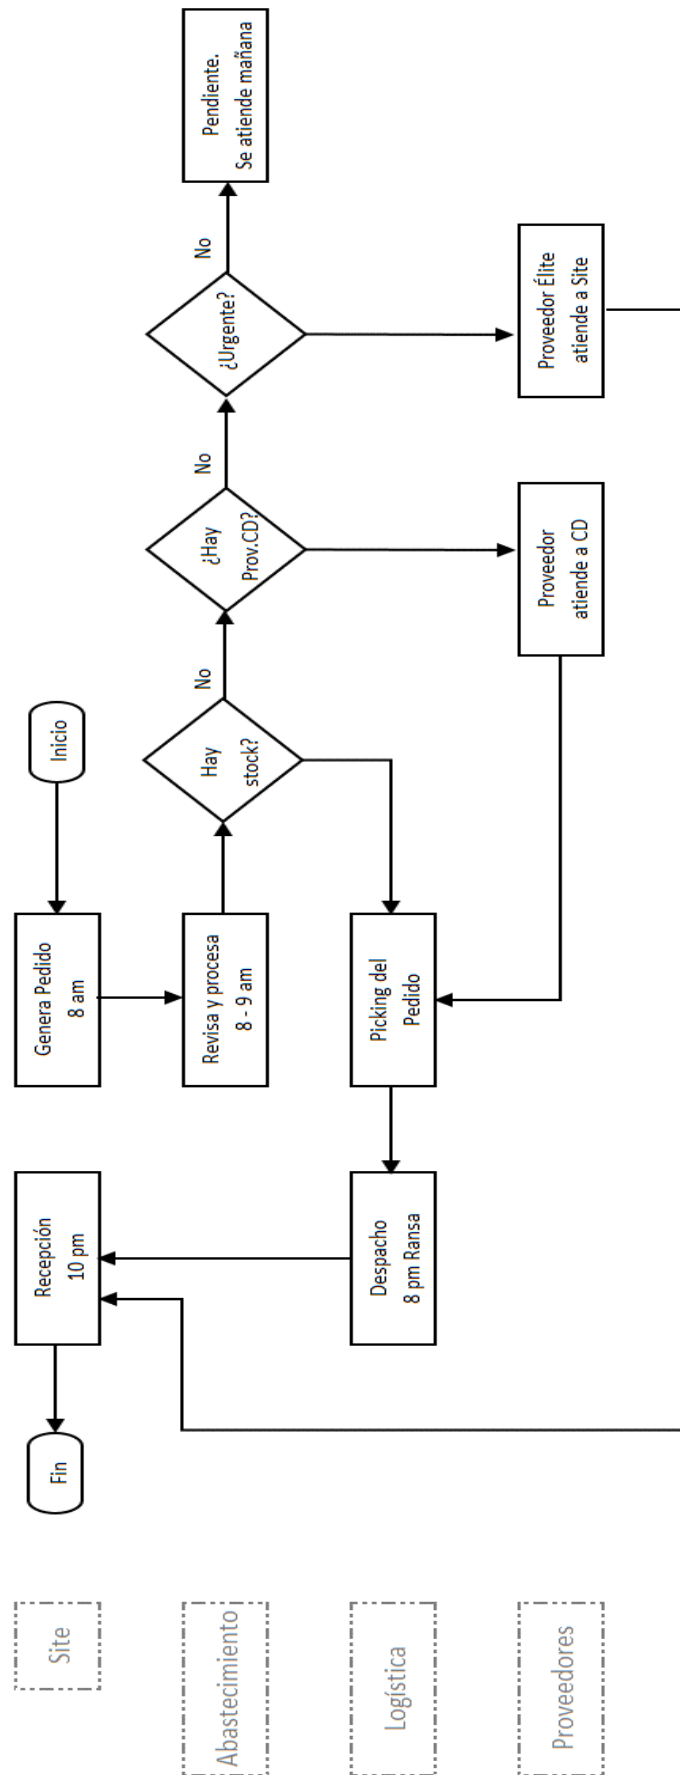 Site
Fin
Recepción
10 pm
Genera Pedido
8 am
Inicio
Abastecimiento
Revisa y procesa
8 - 9 am
Hay
stock?
No
¿Hay
Prov.CD?
No
¿Urgente?
No
Pendiente.
Se atiende mañana
Logística
Despacho
8 pm Ransa
Picking del
Pedido
Proveedores
Proveedor
atiende a CD
Proveedor Élite
atiende a Site